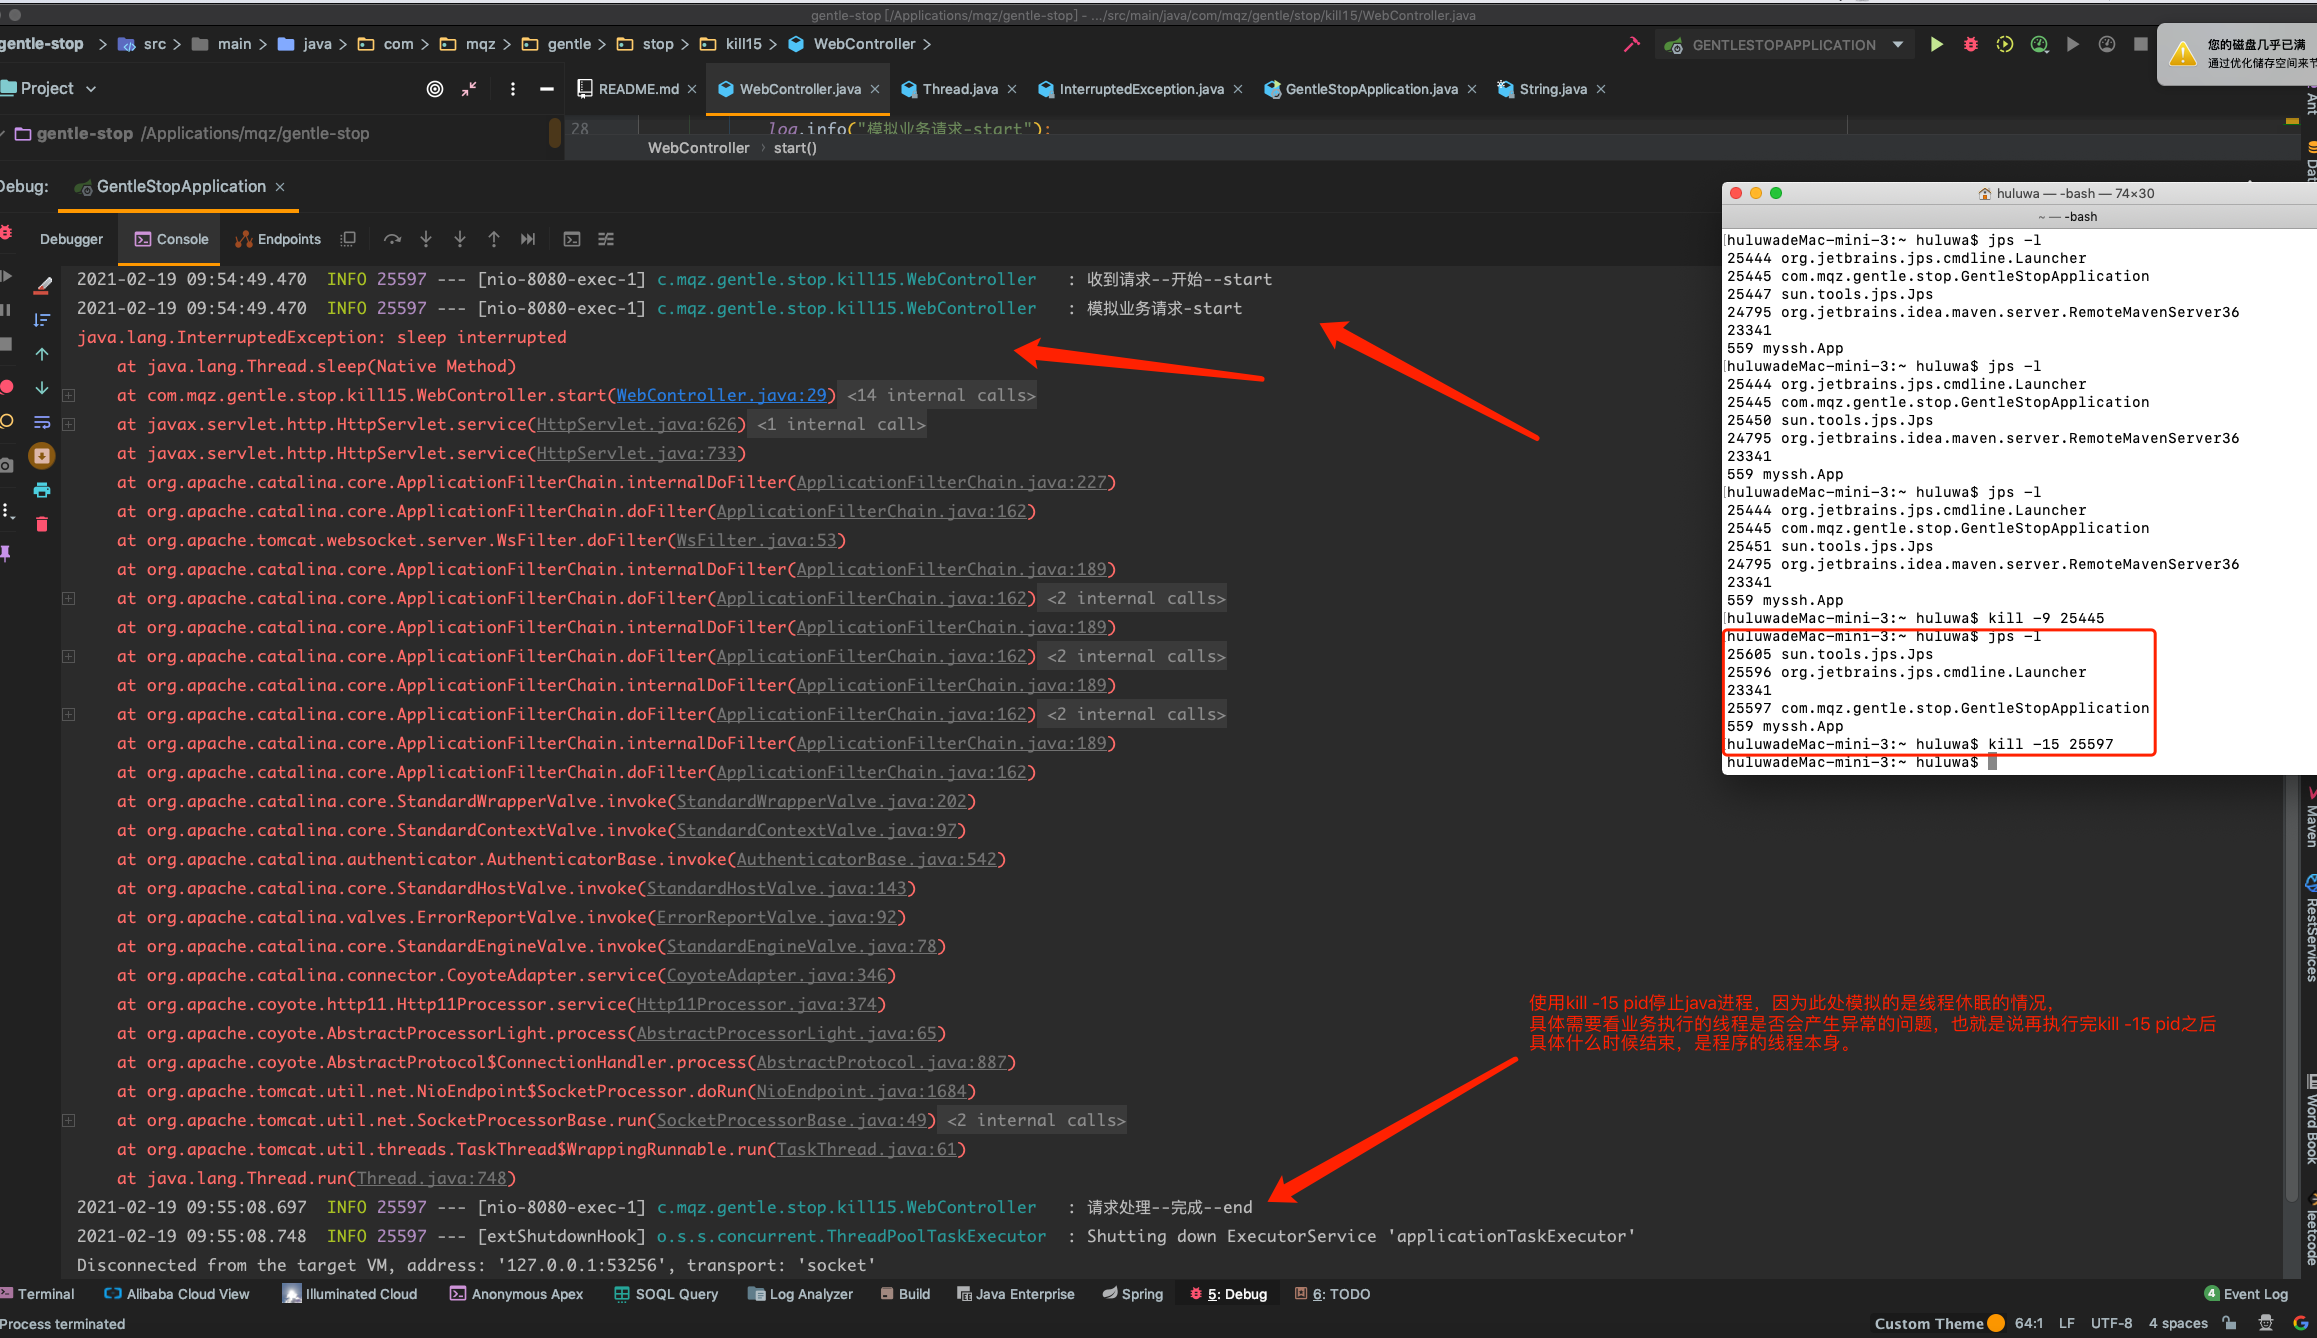 gentle-stop [/Applications/mqz/gentle-stop] - .../src/main/java/com/mqz/gentle/stop/kill15/WebController.java
gentle-stop > src > main > java > com > mqz > gentle > stop > kill15 > WebController >
GENTLESTOPAPPLICATION
您的磁盘几乎已满
通过优化储存空间来节
Project
README.md
WebController.java
Thread.java
InterruptedException.java
GentleStopApplication.java
String.java
Ant
gentle-stop /Applications/mqz/gentle-stop
28 log.info("模拟业务请求-start");
WebController > start()
Debug: GentleStopApplication
Debugger Console Endpoints
2021-02-19 09:54:49.470 INFO 25597 --- [nio-8080-exec-1] c.mqz.gentle.stop.kill15.WebController : 收到请求--开始--start
2021-02-19 09:54:49.470 INFO 25597 --- [nio-8080-exec-1] c.mqz.gentle.stop.kill15.WebController : 模拟业务请求-start
java.lang.InterruptedException: sleep interrupted
at java.lang.Thread.sleep(Native Method)
at com.mqz.gentle.stop.kill15.WebController.start(WebController.java:29) <14 internal calls>
at javax.servlet.http.HttpServlet.service(HttpServlet.java:626) <1 internal call>
at javax.servlet.http.HttpServlet.service(HttpServlet.java:733)
at org.apache.catalina.core.ApplicationFilterChain.internalDoFilter(ApplicationFilterChain.java:227)
at org.apache.catalina.core.ApplicationFilterChain.doFilter(ApplicationFilterChain.java:162)
at org.apache.tomcat.websocket.server.WsFilter.doFilter(WsFilter.java:53)
at org.apache.catalina.core.ApplicationFilterChain.internalDoFilter(ApplicationFilterChain.java:189)
at org.apache.catalina.core.ApplicationFilterChain.doFilter(ApplicationFilterChain.java:162) <2 internal calls>
at org.apache.catalina.core.ApplicationFilterChain.internalDoFilter(ApplicationFilterChain.java:189)
at org.apache.catalina.core.ApplicationFilterChain.doFilter(ApplicationFilterChain.java:162) <2 internal calls>
at org.apache.catalina.core.ApplicationFilterChain.internalDoFilter(ApplicationFilterChain.java:189)
at org.apache.catalina.core.ApplicationFilterChain.doFilter(ApplicationFilterChain.java:162) <2 internal calls>
at org.apache.catalina.core.ApplicationFilterChain.internalDoFilter(ApplicationFilterChain.java:189)
at org.apache.catalina.core.ApplicationFilterChain.doFilter(ApplicationFilterChain.java:162)
at org.apache.catalina.core.StandardWrapperValve.invoke(StandardWrapperValve.java:202)
at org.apache.catalina.core.StandardContextValve.invoke(StandardContextValve.java:97)
at org.apache.catalina.authenticator.AuthenticatorBase.invoke(AuthenticatorBase.java:542)
at org.apache.catalina.core.StandardHostValve.invoke(StandardHostValve.java:143)
at org.apache.catalina.valves.ErrorReportValve.invoke(ErrorReportValve.java:92)
at org.apache.catalina.core.StandardEngineValve.invoke(StandardEngineValve.java:78)
at org.apache.catalina.connector.CoyoteAdapter.service(CoyoteAdapter.java:346)
at org.apache.coyote.http11.Http11Processor.service(Http11Processor.java:374)
at org.apache.coyote.AbstractProcessorLight.process(AbstractProcessorLight.java:65)
at org.apache.coyote.AbstractProtocol$ConnectionHandler.process(AbstractProtocol.java:887)
at org.apache.tomcat.util.net.NioEndpoint$SocketProcessor.doRun(NioEndpoint.java:1684)
at org.apache.tomcat.util.net.SocketProcessorBase.run(SocketProcessorBase.java:49) <2 internal calls>
at org.apache.tomcat.util.threads.TaskThread$WrappingRunnable.run(TaskThread.java:61)
at java.lang.Thread.run(Thread.java:748)
2021-02-19 09:55:08.697 INFO 25597 --- [nio-8080-exec-1] c.mqz.gentle.stop.kill15.WebController : 请求处理--完成--end
2021-02-19 09:55:08.748 INFO 25597 --- [extShutdownHook] o.s.s.concurrent.ThreadPoolTaskExecutor : Shutting down ExecutorService 'applicationTaskExecutor'
Disconnected from the target VM, address: '127.0.0.1:53256', transport: 'socket'
huluwa — -bash — 74×30
~ — -bash
huluwadeMac-mini-3:~ huluwa$ jps -l
25444 org.jetbrains.jps.cmdline.Launcher
25445 com.mqz.gentle.stop.GentleStopApplication
25447 sun.tools.jps.Jps
24795 org.jetbrains.idea.maven.server.RemoteMavenServer36
23341
559 myssh.App
huluwadeMac-mini-3:~ huluwa$ jps -l
25444 org.jetbrains.jps.cmdline.Launcher
25445 com.mqz.gentle.stop.GentleStopApplication
25450 sun.tools.jps.Jps
24795 org.jetbrains.idea.maven.server.RemoteMavenServer36
23341
559 myssh.App
huluwadeMac-mini-3:~ huluwa$ jps -l
25444 org.jetbrains.jps.cmdline.Launcher
25445 com.mqz.gentle.stop.GentleStopApplication
25451 sun.tools.jps.Jps
24795 org.jetbrains.idea.maven.server.RemoteMavenServer36
23341
559 myssh.App
huluwadeMac-mini-3:~ huluwa$ kill -9 25445
huluwadeMac-mini-3:~ huluwa$ jps -l
25605 sun.tools.jps.Jps
25596 org.jetbrains.jps.cmdline.Launcher
23341
25597 com.mqz.gentle.stop.GentleStopApplication
559 myssh.App
huluwadeMac-mini-3:~ huluwa$ kill -15 25597
huluwadeMac-mini-3:~ huluwa$
使用kill -15 pid停止java进程，因为此处模拟的是线程休眠的情况，
具体需要看业务执行的线程是否会产生异常的问题，也就是说再执行完kill -15 pid之后
具体什么时候结束，是程序的线程本身。
Maven
RestServices
Word Book
leetcode
Terminal Alibaba Cloud View Illuminated Cloud Anonymous Apex SOQL Query Log Analyzer Build Java Enterprise Spring 5: Debug 6: TODO 4 Event Log
Process terminated
Custom Theme 64:1 LF UTF-8 4 spaces